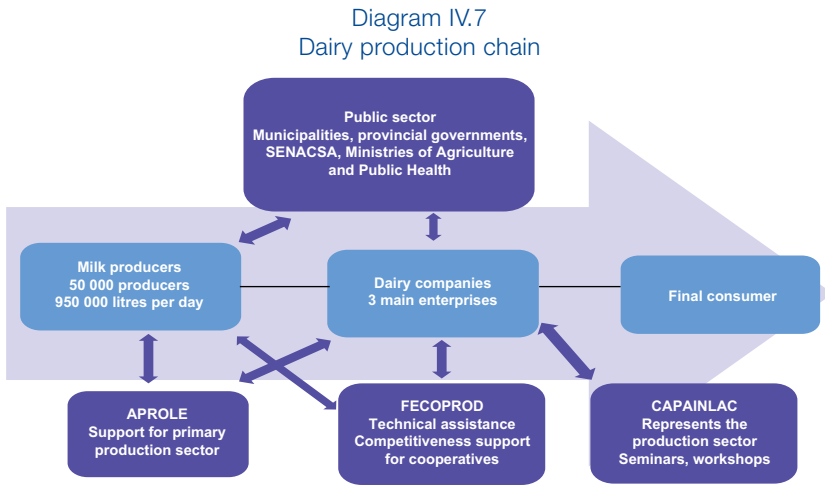 Diagram IV.7
Dairy production chain
Public sector
Municipalities, provincial governments,
SENACSA, Ministries of Agriculture
and Public Health
Milk producers
50 000 producers
950 000 litres per day
Dairy companies
3 main enterprises
Final consumer
APROLE
Support for primary
production sector
FECOPROD
Technical assistance
Competitiveness support
for cooperatives
CAPAINLAC
Represents the
production sector
Seminars, workshops